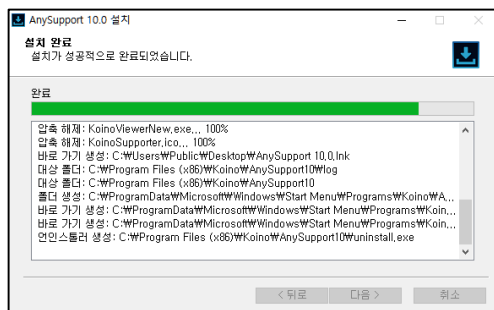 AnySupport 10.0 설치
설치 완료
설치가 성공적으로 완료되었습니다.
완료
압축 해제: KoinoViewerNew.exe... 100%
압축 해제: KoinoSupporter.ico... 100%
바로 가기 생성: C:₩Users₩Public₩Desktop₩AnySupport 10.0.lnk
대상 폴더: C:₩Program Files (x86)₩Koino₩AnySupport10₩log
대상 폴더: C:₩Program Files (x86)₩Koino₩AnySupport10
폴더 생성: C:₩ProgramData₩Microsoft₩Windows₩Start Menu₩Programs₩Koino₩A...
바로 가기 생성: C:₩ProgramData₩Microsoft₩Windows₩Start Menu₩Programs₩Koin...
바로 가기 생성: C:₩ProgramData₩Microsoft₩Windows₩Start Menu₩Programs₩Koin...
언인스톨러 생성: C:₩Program Files (x86)₩Koino₩AnySupport10₩uninstall.exe
< 뒤로 다음 > 취소